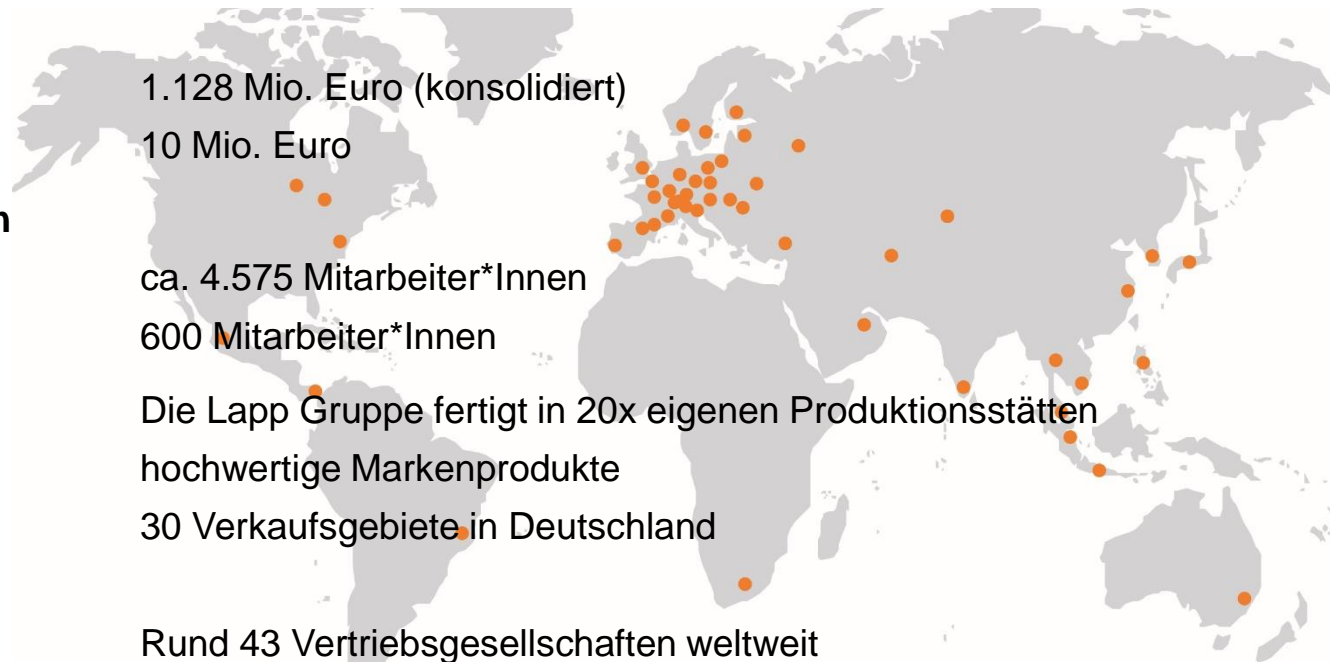 1.128 Mio. Euro (konsolidiert)
10 Mio. Euro
n
ca. 4.575 Mitarbeiter*Innen
600 Mitarbeiter*Innen
Die Lapp Gruppe fertigt in 20x eigenen Produktionsstätten
hochwertige Markenprodukte
30 Verkaufsgebiete in Deutschland
Rund 43 Vertriebsgesellschaften weltweit